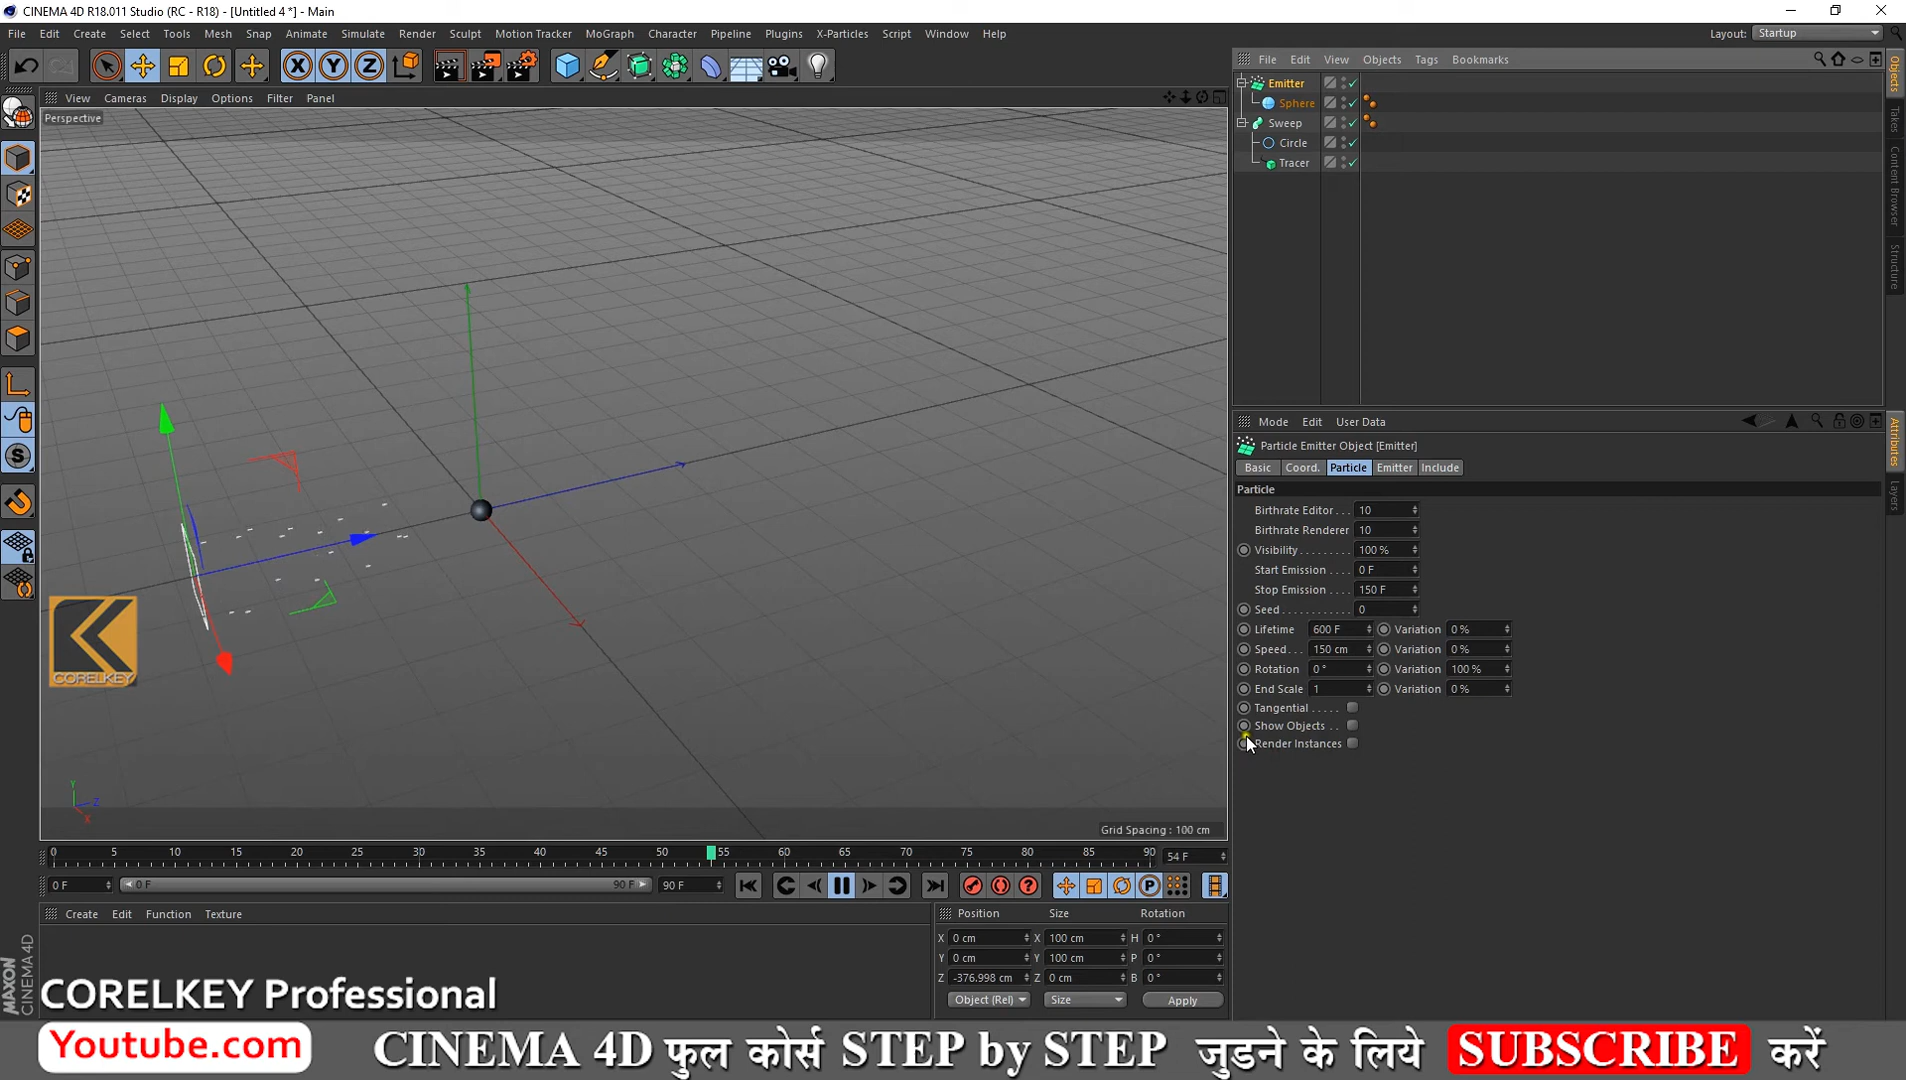 CINEMA 4D R18.011 Studio (RC - R18) - [Untitled 4 *] - Main
File Edit Create Select Tools Mesh Snap Animate Simulate Render Sculpt Motion Tracker MoGraph Character Pipeline Plugins X-Particles Script Window Help
Layout: Startup
X Y Z
File Edit View Objects Tags Bookmarks
View Cameras Display Options Filter Panel
Perspective
Emitter
Sphere
Sweep
Circle
Tracer
Objects
Takes
Content Browser
Structure
Mode Edit User Data
Particle Emitter Object [Emitter]
Basic Coord. Particle Emitter Include
Particle
Birthrate Editor . . . 10
Birthrate Renderer 10
Visibility . . . . . . . . . 100 %
Start Emission . . . . 0 F
Stop Emission . . . . 150 F
Seed . . . . . . . . . . . . 0
Lifetime 600 F Variation 0 %
Speed . . . 150 cm Variation 0 %
Rotation 0 ° Variation 100 %
End Scale 1 Variation 0 %
Tangential . . . . .
Show Objects . .
Render Instances
Attributes
Layers
CORELKEY
Y
Z
X
Grid Spacing : 100 cm
0 5 10 15 20 25 30 35 40 45 50 55 60 65 70 75 80 85 90 54 F
0 F 0 F 90 F 90 F
Create Edit Function Texture
Position Size Rotation
X 0 cm X 100 cm H 0 °
Y 0 cm Y 100 cm P 0 °
Z -376.998 cm Z 0 cm B 0 °
Object (Rel) Size Apply
MAXON
CINEMA 4D
CORELKEY Professional
Youtube.com CINEMA 4D फुल कोर्स STEP by STEP जुडने के लिये SUBSCRIBE करें